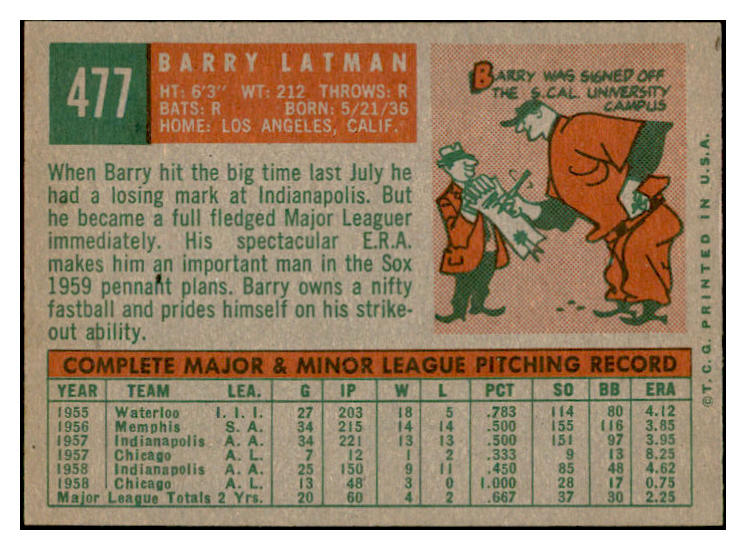 477
BARRY LATMAN
HT: 6'3" WT: 212 THROWS: R
BATS: R BORN: 5/21/36
HOME: LOS ANGELES, CALIF.
BARRY WAS SIGNED OFF
THE S. CAL. UNIVERSITY
CAMPUS
When Barry hit the big time last July he
had a losing mark at Indianapolis. But
he became a full fledged Major Leaguer
immediately. His spectacular E.R.A.
makes him an important man in the Sox
1959 pennant plans. Barry owns a nifty
fastball and prides himself on his strike-
out ability.
COMPLETE MAJOR & MINOR LEAGUE PITCHING RECORD
YEAR TEAM LEA. G IP W L PCT SO BB ERA
1955 Waterloo I. I. I. 27 203 18 5 .783 114 80 4.12
1956 Memphis S. A. 34 215 14 14 .500 155 116 3.85
1957 Indianapolis A. A. 34 221 13 13 .500 151 97 3.95
1957 Chicago A. L. 7 12 1 2 .333 9 13 8.25
1958 Indianapolis A. A. 25 150 9 11 .450 85 48 4.62
1958 Chicago A. L. 13 48 3 0 1.000 28 17 0.75
Major League Totals 2 Yrs. 20 60 4 2 .667 37 30 2.25
© T. C. G. PRINTED IN U.S.A.